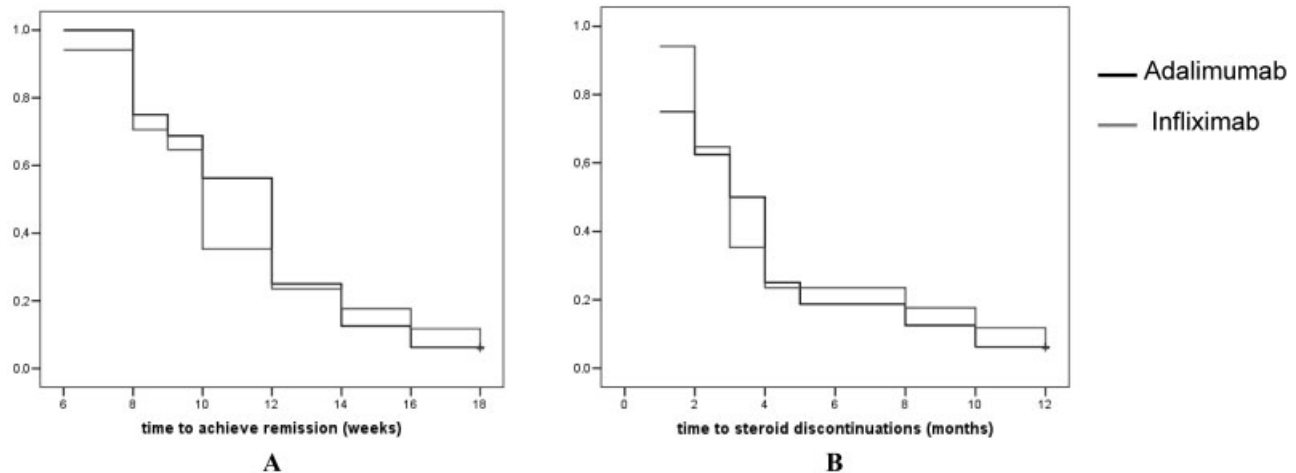 1.0
0.8
0.6
0,4
0.2
0.0
6 8 10 12 14 16 18
time to achieve remission (weeks)
A
1.0
0.8
0,6
0.4
0.2
0.0
0 2 4 6 8 10 12
time to steroid discontinuations (months)
B
Adalimumab
Infliximab